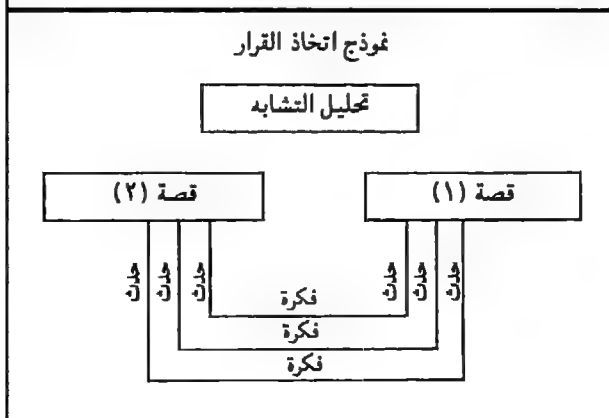 نموذج اتخاذ القرار
تحليل التشابه
قصة (١)
قصة (٢)
حدث
حدث
حدث
حدث
حدث
حدث
فكرة
فكرة
فكرة